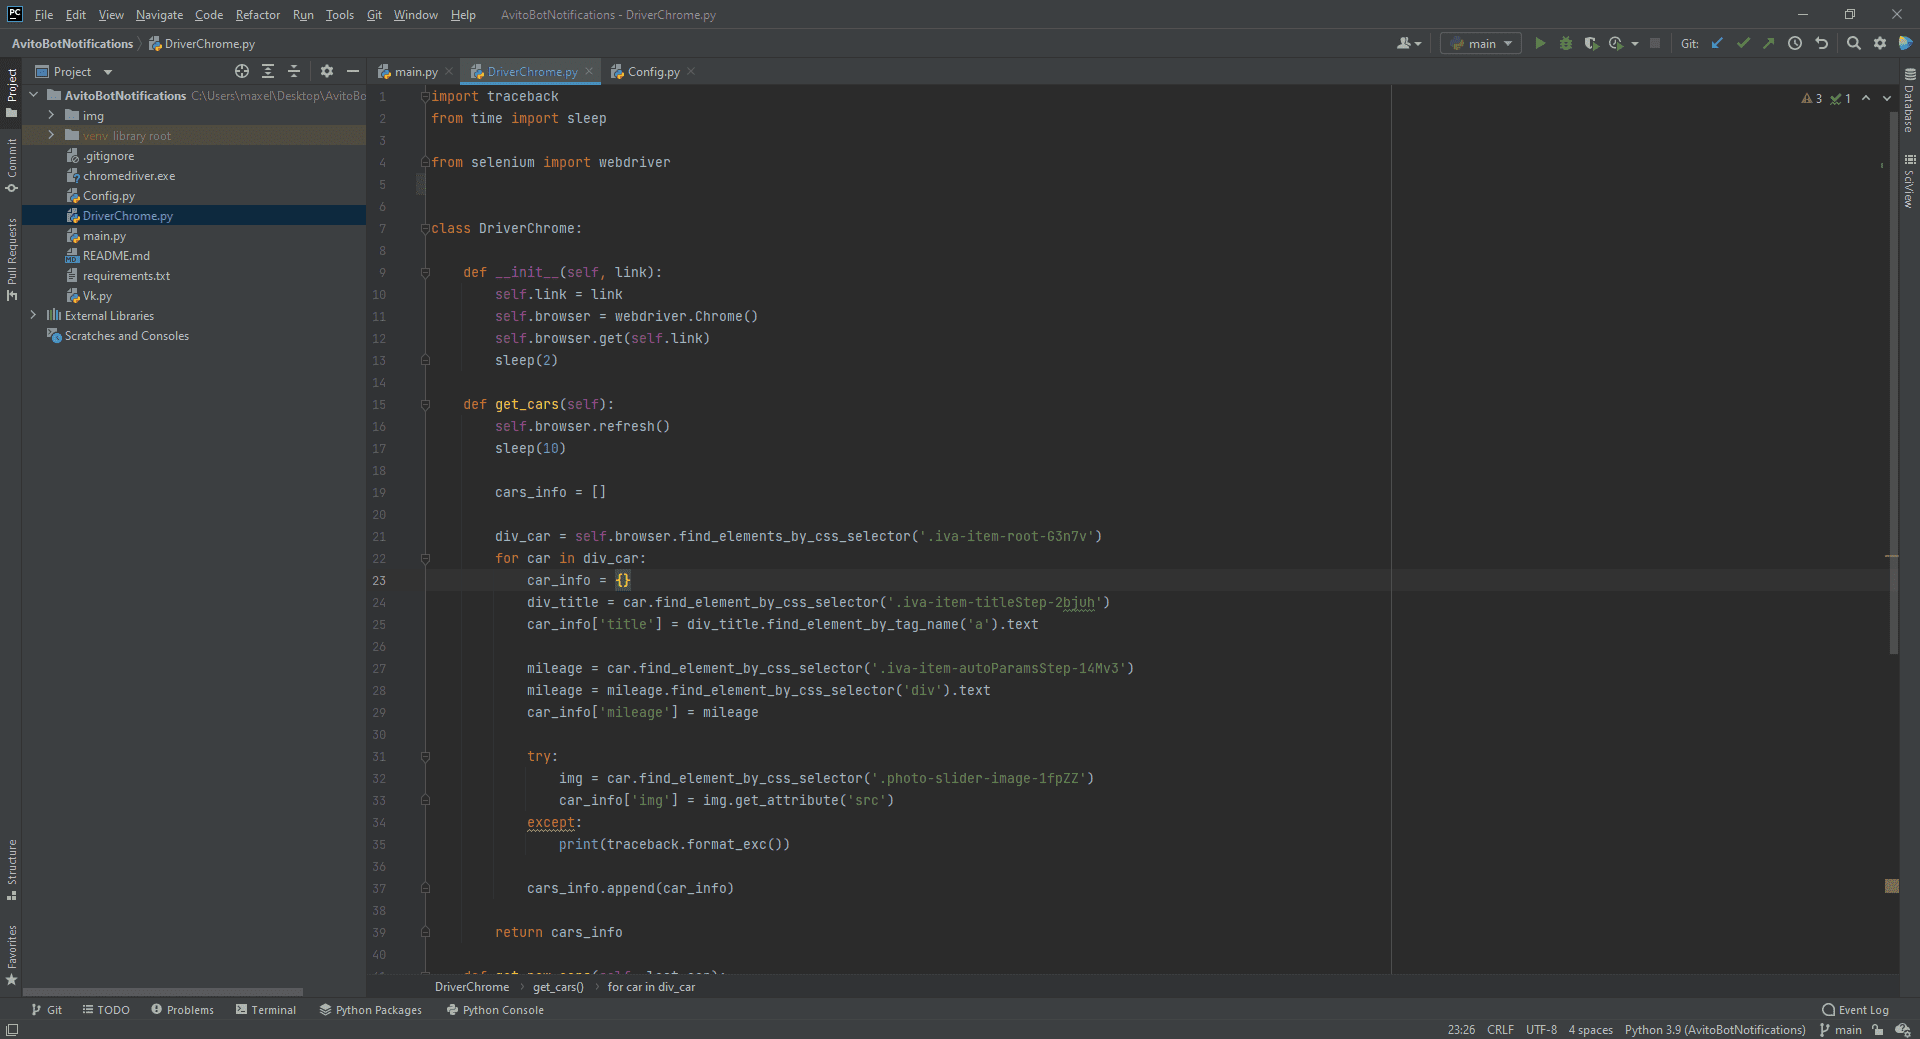 PC File Edit View Navigate Code Refactor Run Tools Git Window Help AvitoBotNotifications - DriverChrome.py
AvitoBotNotifications DriverChrome.py main Git:
Project
main.py DriverChrome.py Config.py
Project
Commit
Pull Requests
Structure
Favorites
AvitoBotNotifications C:\Users\maxel\Desktop\AvitoBo
img
venv library root
.gitignore
chromedriver.exe
Config.py
DriverChrome.py
main.py
README.md
requirements.txt
Vk.py
External Libraries
Scratches and Consoles
3 1
Database
SciView
1 import traceback
2 from time import sleep
3
4 from selenium import webdriver
5
6
7 class DriverChrome:
8
9 def __init__(self, link):
10 self.link = link
11 self.browser = webdriver.Chrome()
12 self.browser.get(self.link)
13 sleep(2)
14
15 def get_cars(self):
16 self.browser.refresh()
17 sleep(10)
18
19 cars_info = []
20
21 div_car = self.browser.find_elements_by_css_selector('.iva-item-root-G3n7v')
22 for car in div_car:
23 car_info = {}
24 div_title = car.find_element_by_css_selector('.iva-item-titleStep-2bjuh')
25 car_info['title'] = div_title.find_element_by_tag_name('a').text
26
27 mileage = car.find_element_by_css_selector('.iva-item-autoParamsStep-14Mv3')
28 mileage = mileage.find_element_by_css_selector('div').text
29 car_info['mileage'] = mileage
30
31 try:
32 img = car.find_element_by_css_selector('.photo-slider-image-1fpZZ')
33 car_info['img'] = img.get_attribute('src')
34 except:
35 print(traceback.format_exc())
36
37 cars_info.append(car_info)
38
39 return cars_info
40
DriverChrome get_cars() for car in div_car
Git TODO Problems Terminal Python Packages Python Console Event Log
23:26 CRLF UTF-8 4 spaces Python 3.9 (AvitoBotNotifications) main